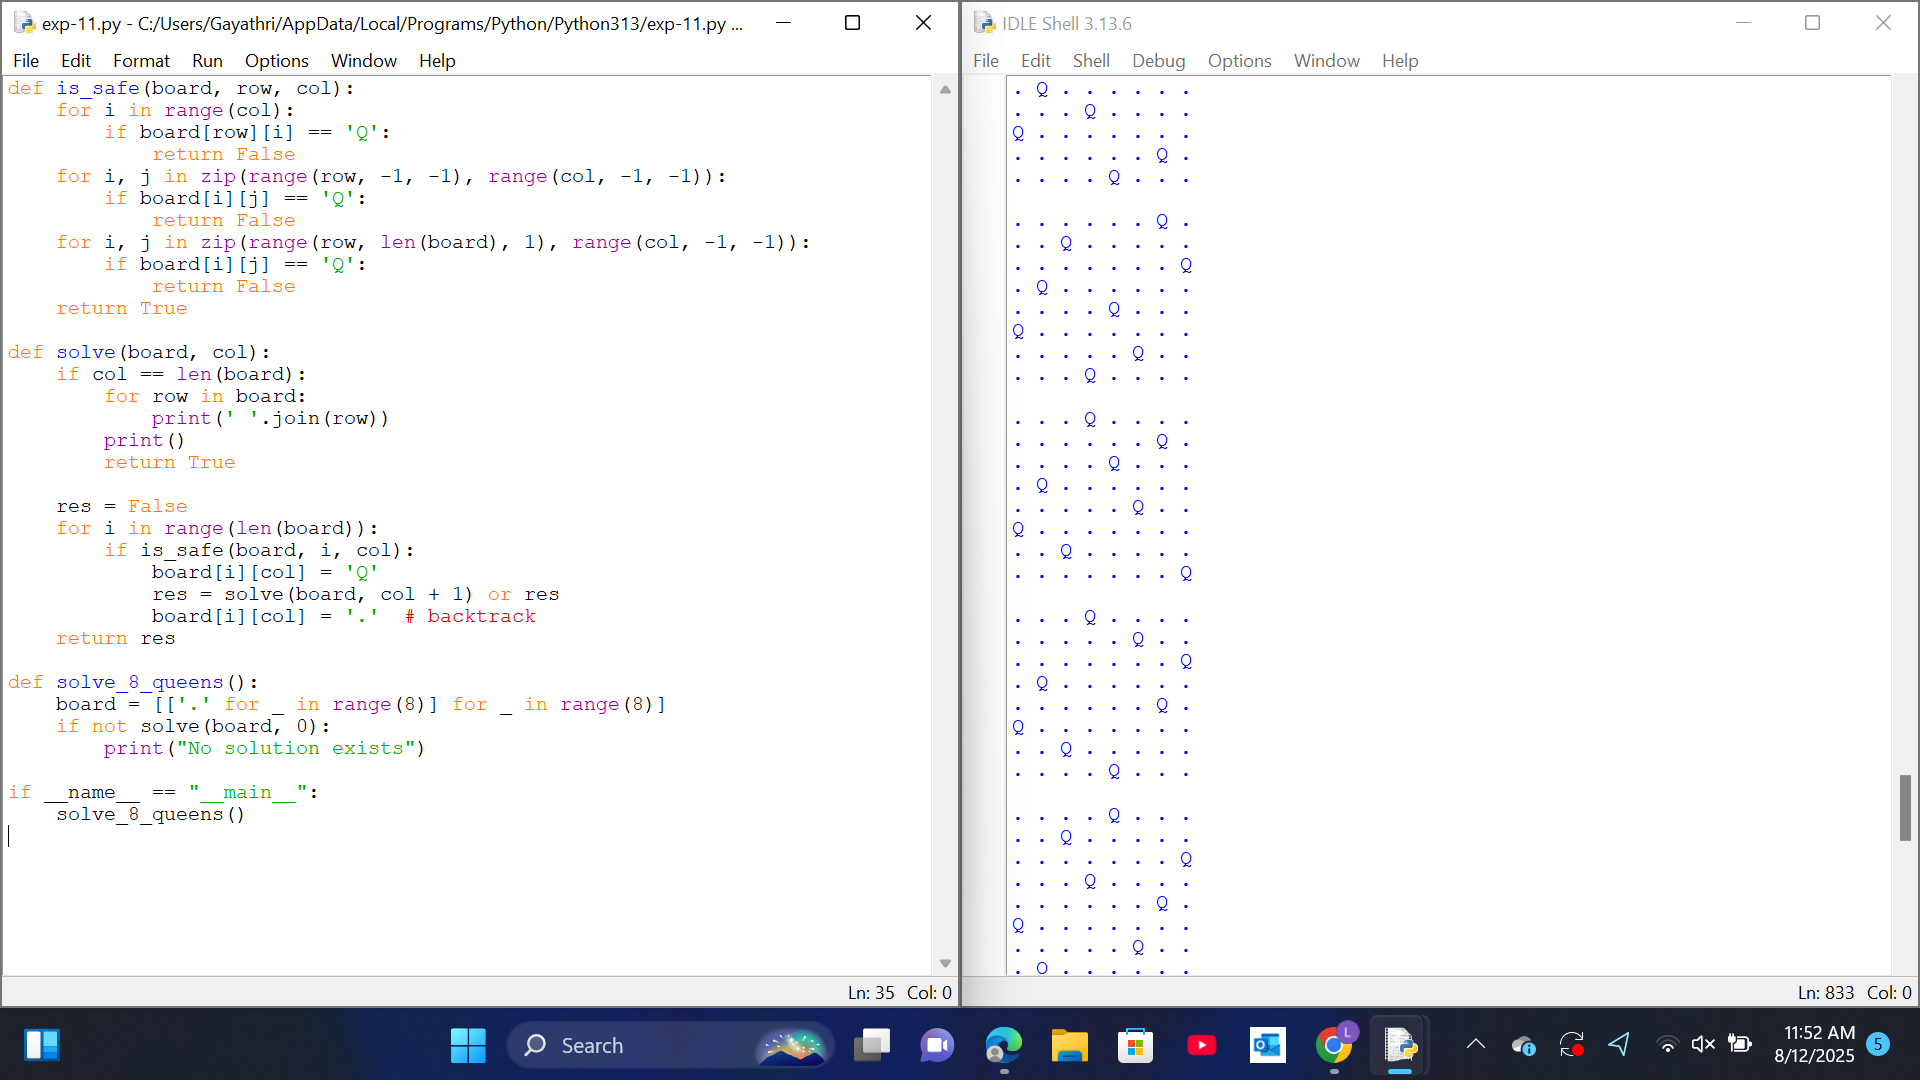 exp-11.py - C:/Users/Gayathri/AppData/Local/Programs/Python/Python313/exp-11.py ...
File Edit Format Run Options Window Help
def is_safe(board, row, col):
    for i in range(col):
        if board[row][i] == 'Q':
            return False
    for i, j in zip(range(row, -1, -1), range(col, -1, -1)):
        if board[i][j] == 'Q':
            return False
    for i, j in zip(range(row, len(board), 1), range(col, -1, -1)):
        if board[i][j] == 'Q':
            return False
    return True

def solve(board, col):
    if col == len(board):
        for row in board:
            print(' '.join(row))
        print()
        return True

    res = False
    for i in range(len(board)):
        if is_safe(board, i, col):
            board[i][col] = 'Q'
            res = solve(board, col + 1) or res
            board[i][col] = '.'  # backtrack
    return res

def solve_8_queens():
    board = [['.' for _ in range(8)] for _ in range(8)]
    if not solve(board, 0):
        print("No solution exists")

if __name__ == "__main__":
    solve_8_queens()
Ln: 35 Col: 0
IDLE Shell 3.13.6
File Edit Shell Debug Options Window Help
. Q . . . . . .
. . . Q . . . .
Q . . . . . . .
. . . . . . Q .
. . . . Q . . .

. . . . . . Q .
. . Q . . . . .
. . . . . . . Q
. Q . . . . . .
. . . . Q . . .
Q . . . . . . .
. . . . . Q . .
. . . Q . . . .

. . . Q . . . .
. . . . . . Q .
. . . . Q . . .
. Q . . . . . .
. . . . . Q . .
Q . . . . . . .
. . Q . . . . .
. . . . . . . Q

. . . Q . . . .
. . . . . Q . .
. . . . . . . Q
. Q . . . . . .
. . . . . . Q .
Q . . . . . . .
. . Q . . . . .
. . . . Q . . .

. . . . Q . . .
. . Q . . . . .
. . . . . . . Q
. . . Q . . . .
. . . . . . Q .
Q . . . . . . .
. . . . . Q . .
. Q . . . . . .
Ln: 833 Col: 0
Search
L
11:52 AM
8/12/2025
5